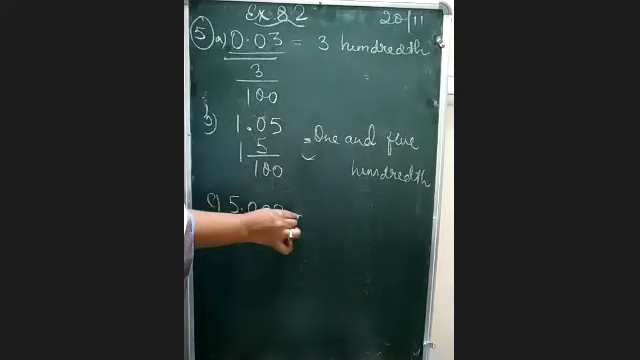 Ex 8.2 20/11
5 a) 0.03 = 3 hundredth
3
100
b) 1.05
1 5 = One and five
100 hundredth
c) 5.0